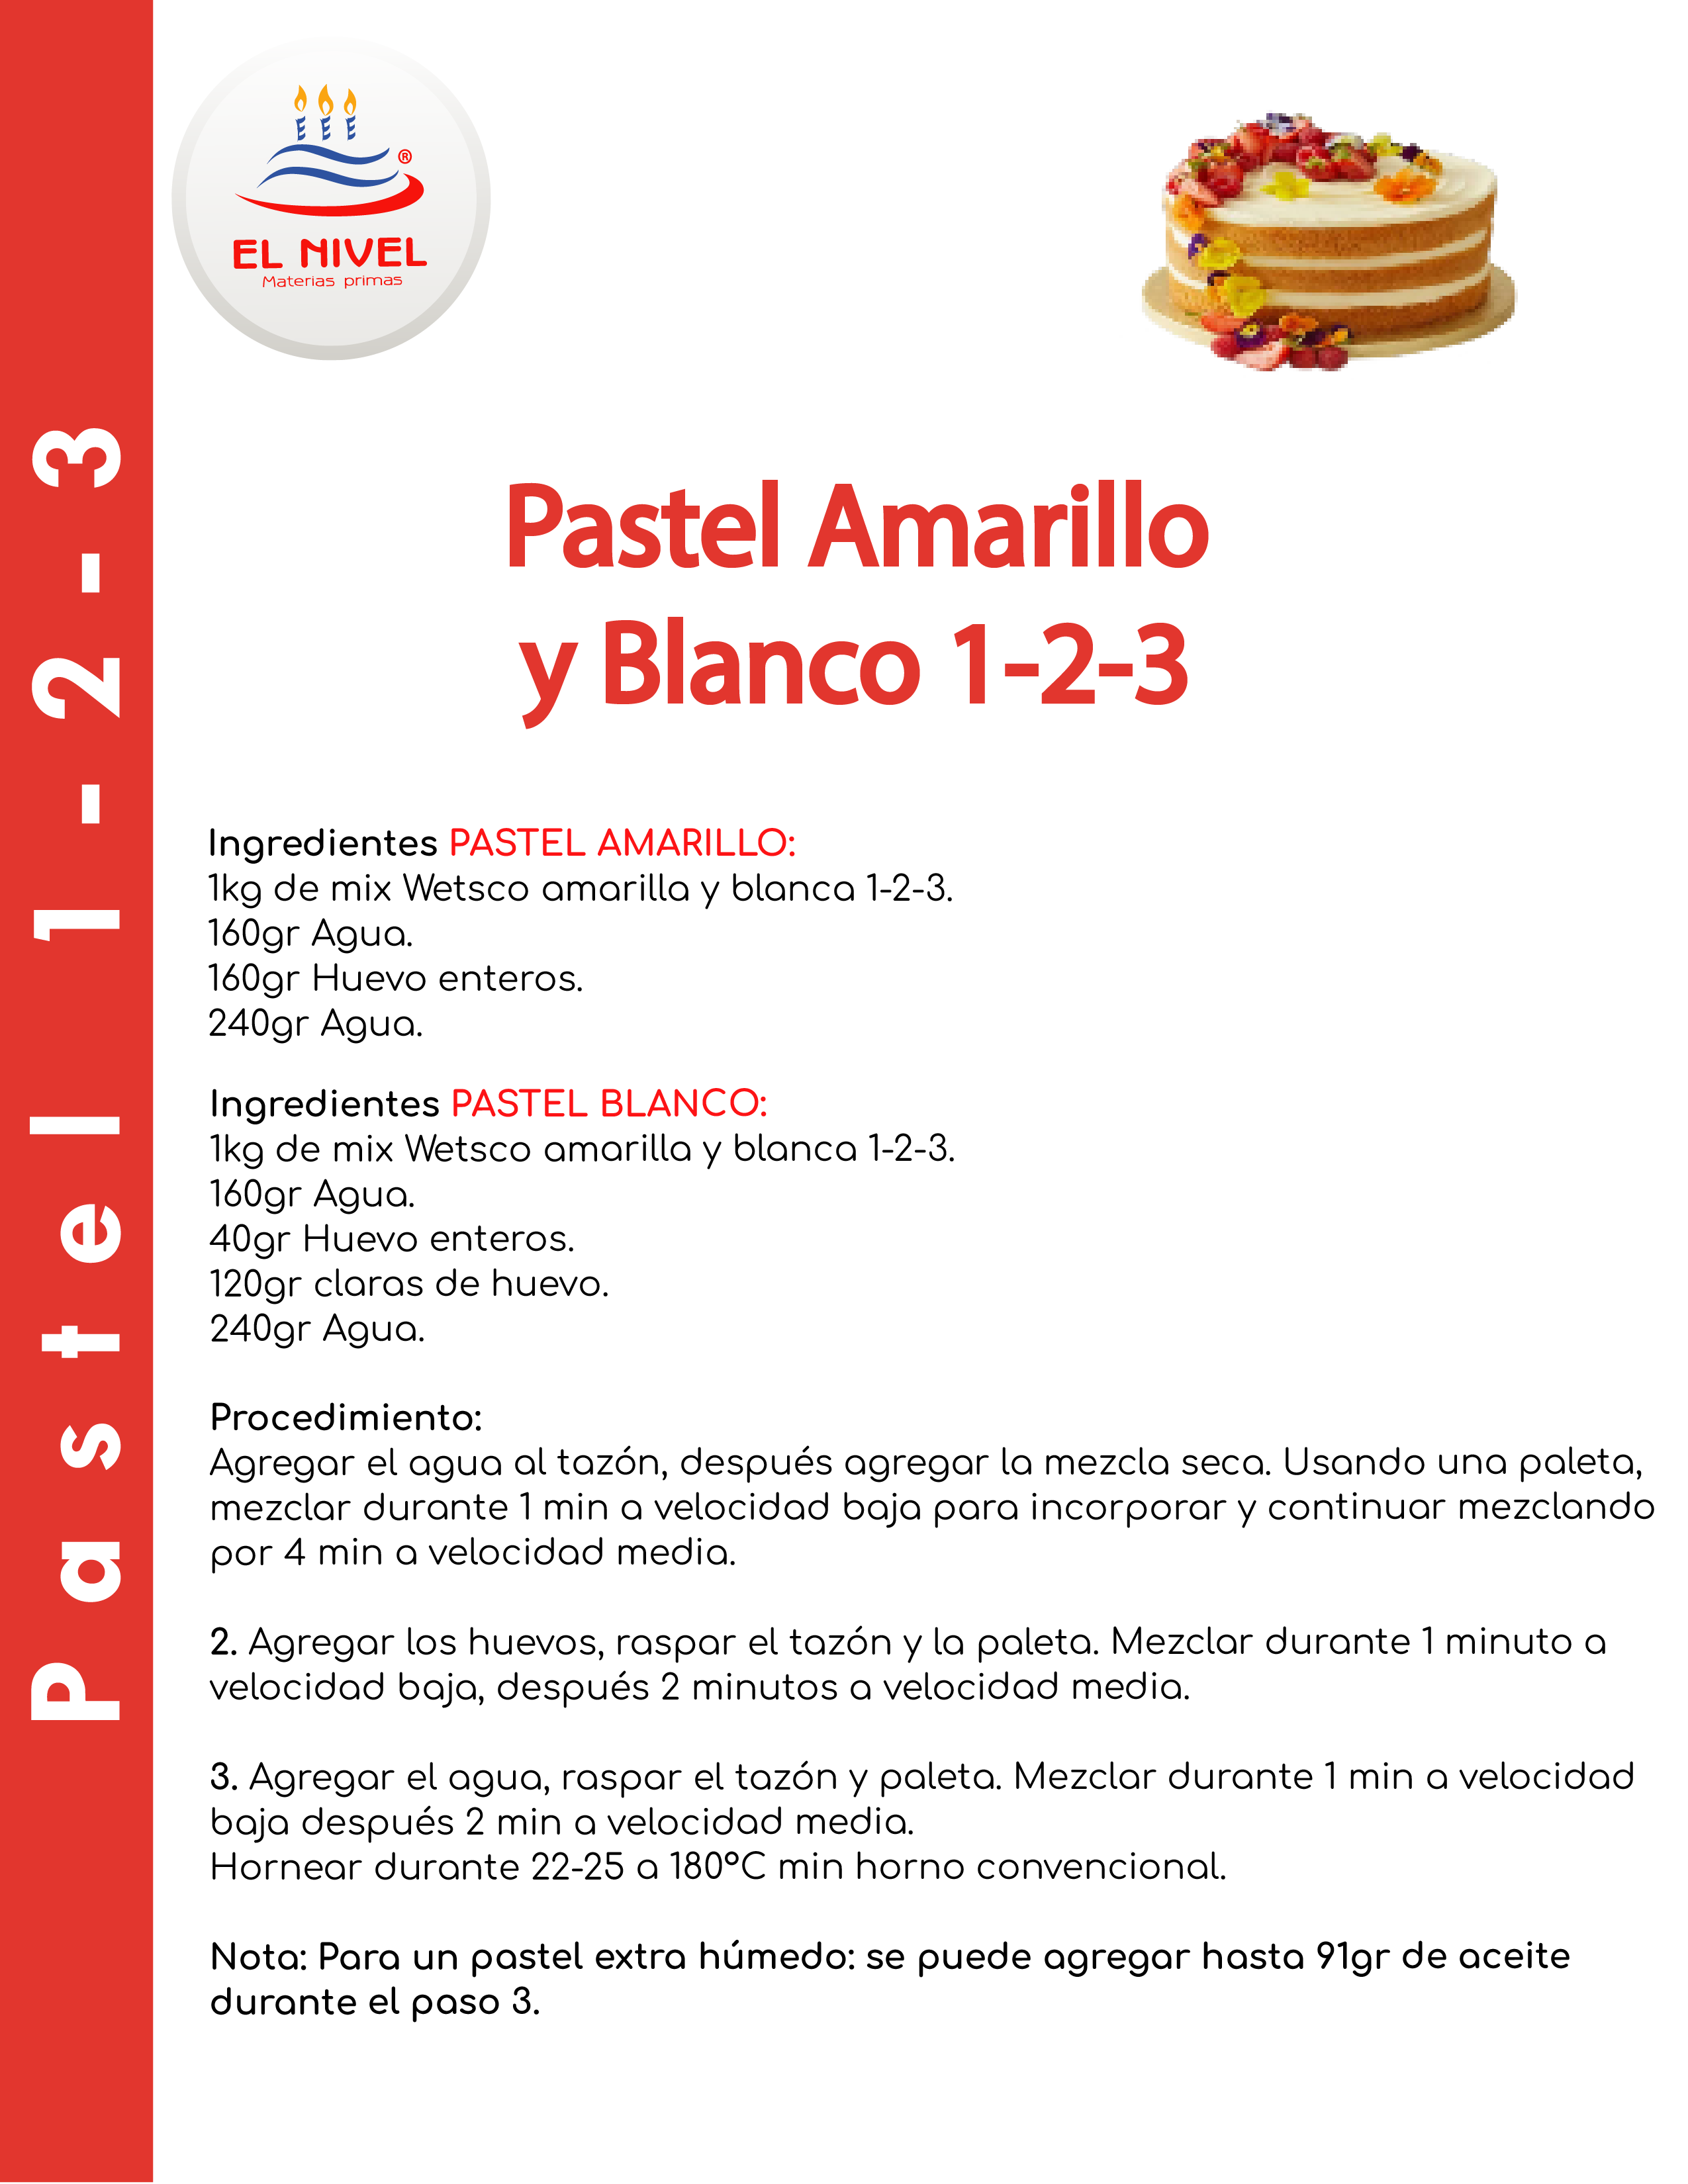 EL NIVEL
®
Materias primas
Pastel 1-2-3
Pastel Amarillo
y Blanco 1-2-3
Ingredientes PASTEL AMARILLO:
1kg de mix Wetsco amarilla y blanca 1-2-3.
160gr Agua.
160gr Huevo enteros.
240gr Agua.
Ingredientes PASTEL BLANCO:
1kg de mix Wetsco amarilla y blanca 1-2-3.
160gr Agua.
40gr Huevo enteros.
120gr claras de huevo.
240gr Agua.
Procedimiento:
Agregar el agua al tazón, después agregar la mezcla seca. Usando una paleta,
mezclar durante 1 min a velocidad baja para incorporar y continuar mezclando
por 4 min a velocidad media.
2. Agregar los huevos, raspar el tazón y la paleta. Mezclar durante 1 minuto a
velocidad baja, después 2 minutos a velocidad media.
3. Agregar el agua, raspar el tazón y paleta. Mezclar durante 1 min a velocidad
baja después 2 min a velocidad media.
Hornear durante 22-25 a 180°C min horno convencional.
Nota: Para un pastel extra húmedo: se puede agregar hasta 91gr de aceite
durante el paso 3.